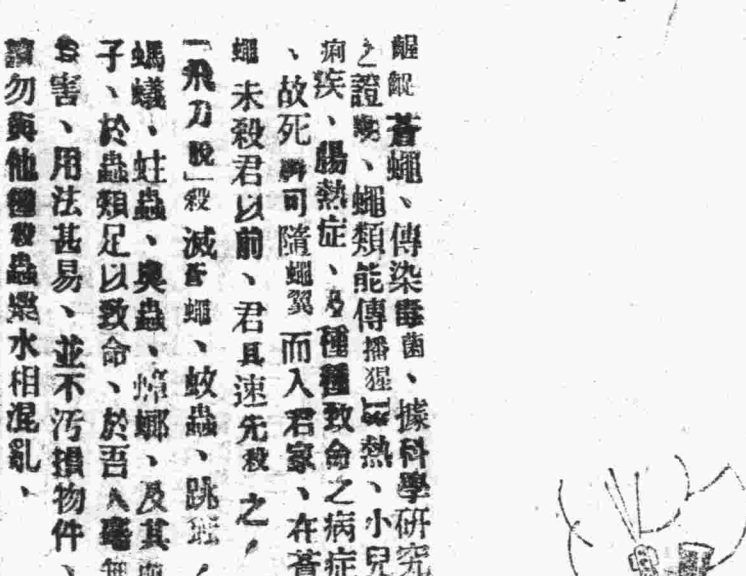 齷齪蒼蠅、傳染毒菌、據科學研究
之證明、蠅類能傳播猩紅熱、小兒
痢疾、腸熱症、及種種致命之病症
、故死神可隨蠅翼而入君家、在蒼
蠅未殺君以前、君且速先殺之、
「飛刀脫」殺滅蒼蠅、蚊蟲、跳蚤、
螞蟻、蛀蟲、臭蟲、蟑螂、及其
子、於蟲類足以致命、於吾人毫無
害、用法甚易、並不汚損物件、
請勿與他種殺蟲藥水相混亂、